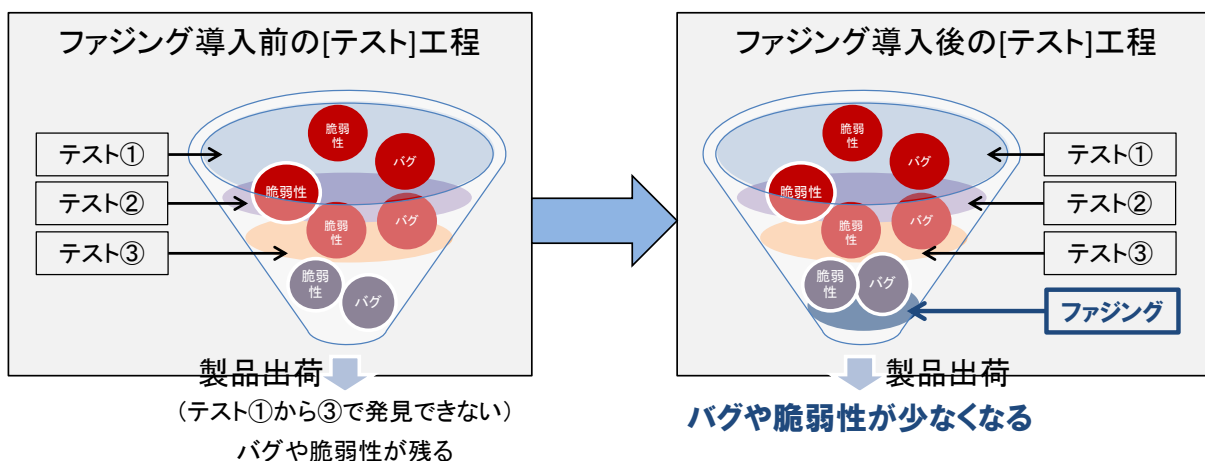 ファジング導入前の[テスト]工程
テスト①
テスト②
テスト③
脆弱
性
バグ
脆弱性
バグ
脆弱
性
脆弱
性
バグ
製品出荷
(テスト①から③で発見できない)
バグや脆弱性が残る
ファジング導入後の[テスト]工程
脆弱
性
バグ
脆弱性
バグ
脆弱
性
脆弱
性
バグ
テスト①
テスト②
テスト③
ファジング
製品出荷
バグや脆弱性が少なくなる